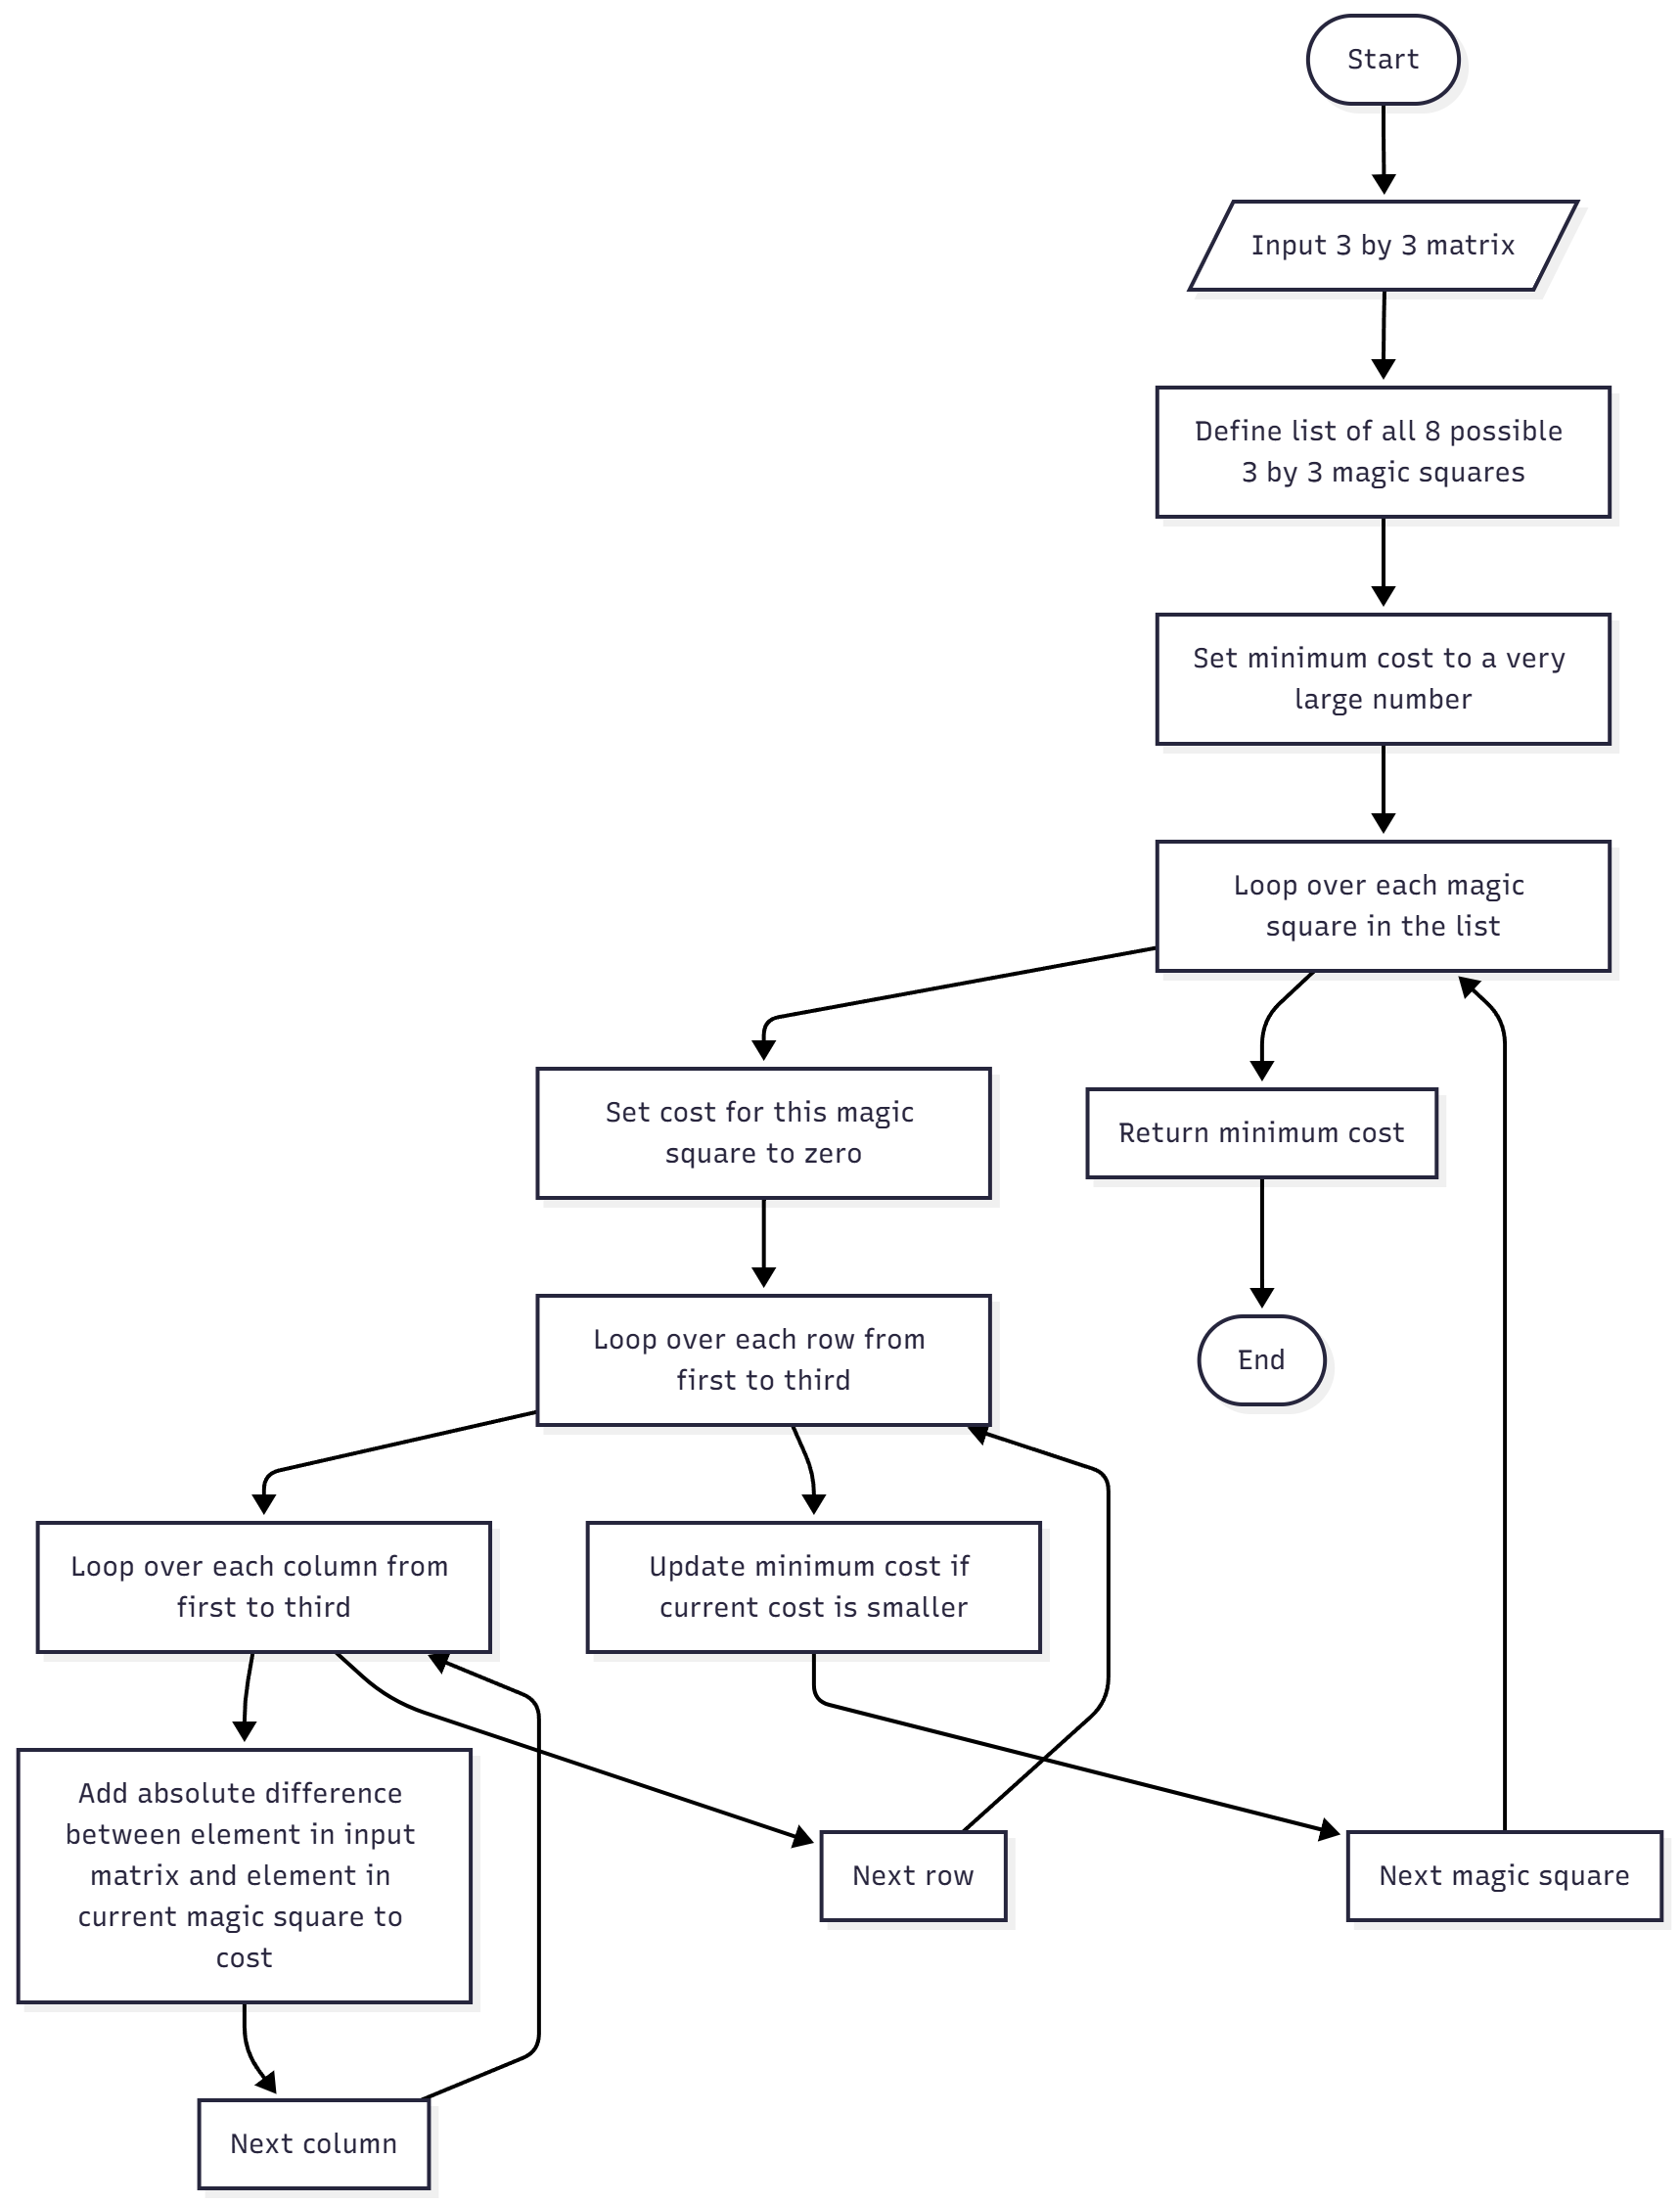 Start
Input 3 by 3 matrix
Define list of all 8 possible
3 by 3 magic squares
Set minimum cost to a very
large number
Loop over each magic
square in the list
Set cost for this magic
square to zero
Return minimum cost
Loop over each row from
first to third
End
Loop over each column from
first to third
Update minimum cost if
current cost is smaller
Add absolute difference
between element in input
matrix and element in
current magic square to
cost
Next row
Next magic square
Next column